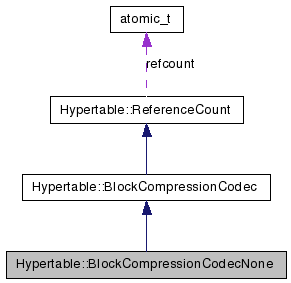 atomic_t
refcount
Hypertable::ReferenceCount
Hypertable::BlockCompressionCodec
Hypertable::BlockCompressionCodecNone